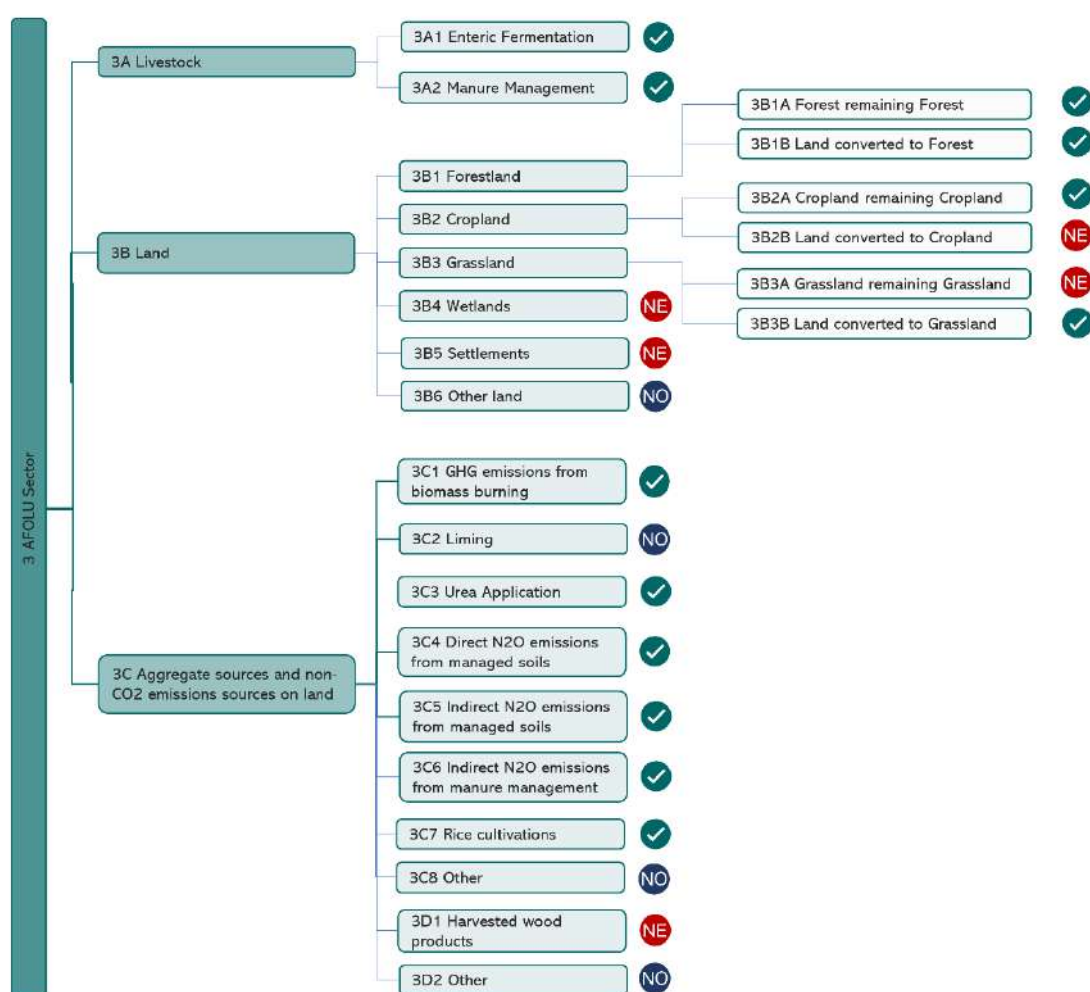 3 AFOLU Sector
3A Livestock
3A1 Enteric Fermentation
3A2 Manure Management
3B Land
3B1 Forestland
3B1A Forest remaining Forest
3B1B Land converted to Forest
3B2 Cropland
3B2A Cropland remaining Cropland
3B2B Land converted to Cropland
NE
3B3 Grassland
3B3A Grassland remaining Grassland
NE
3B3B Land converted to Grassland
3B4 Wetlands
NE
3B5 Settlements
NE
3B6 Other land
NO
3C Aggregate sources and non-
CO2 emissions sources on land
3C1 GHG emissions from
biomass burning
3C2 Liming
NO
3C3 Urea Application
3C4 Direct N2O emissions
from managed soils
3C5 Indirect N2O emissions
from managed soils
3C6 Indirect N2O emissions
from manure management
3C7 Rice cultivations
3C8 Other
NO
3D1 Harvested wood
products
NE
3D2 Other
NO